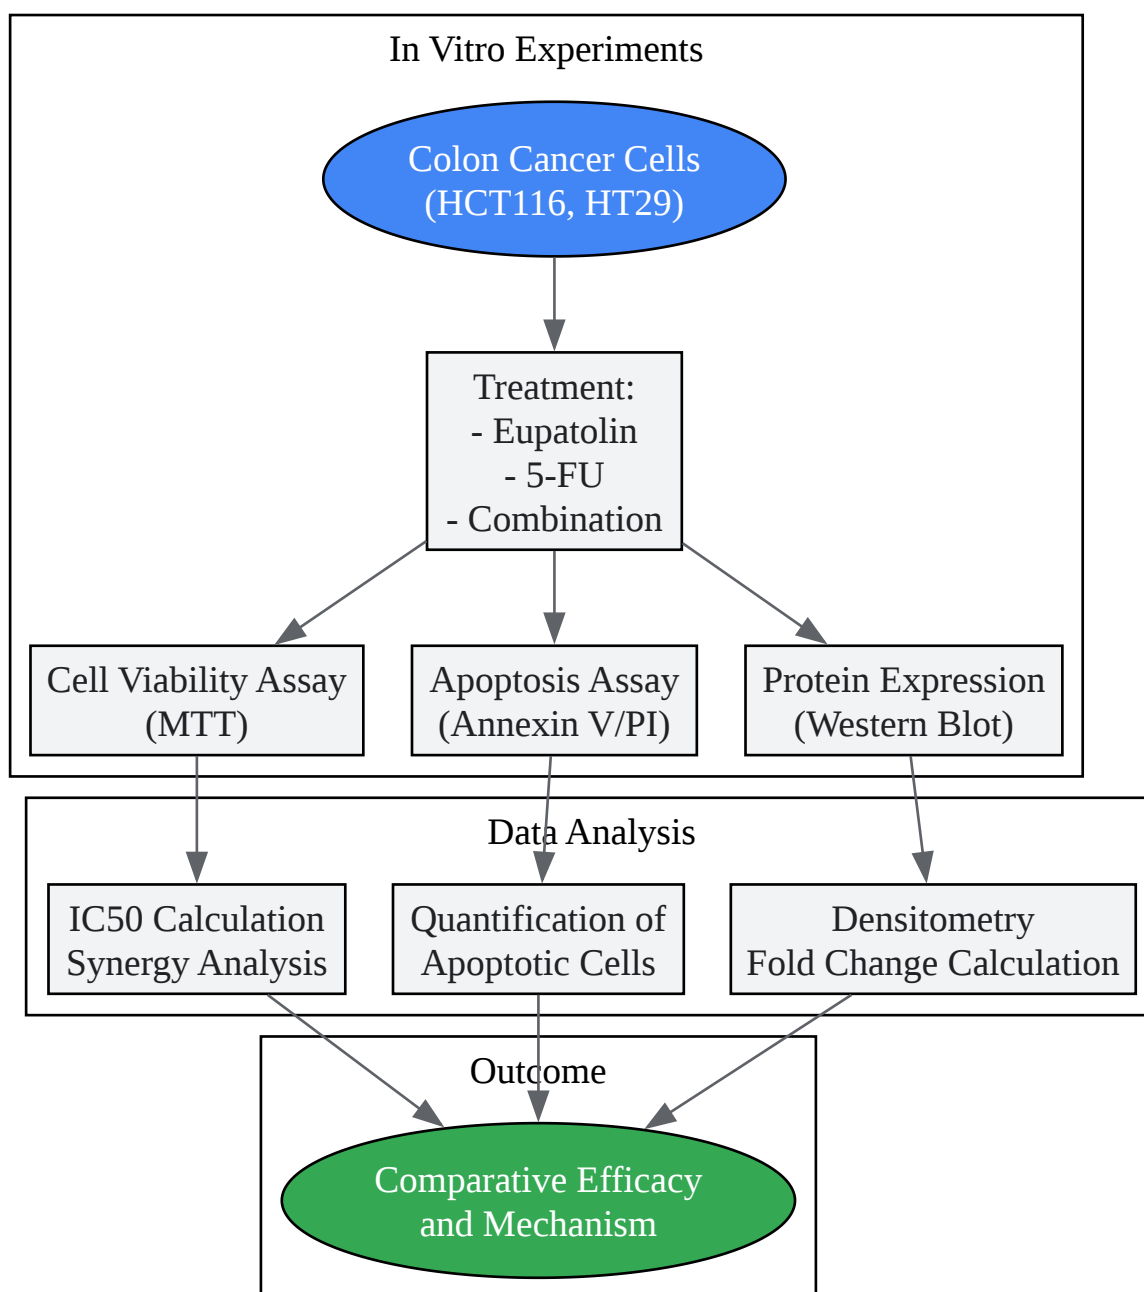 In Vitro Experiments
Colon Cancer Cells
(HCT116, HT29)
Treatment:
- Eupatolin
- 5-FU
- Combination
Cell Viability Assay
(MTT)
Apoptosis Assay
(Annexin V/PI)
Protein Expression
(Western Blot)
Data Analysis
IC50 Calculation
Synergy Analysis
Quantification of
Apoptotic Cells
Densitometry
Fold Change Calculation
Outcome
Comparative Efficacy
and Mechanism